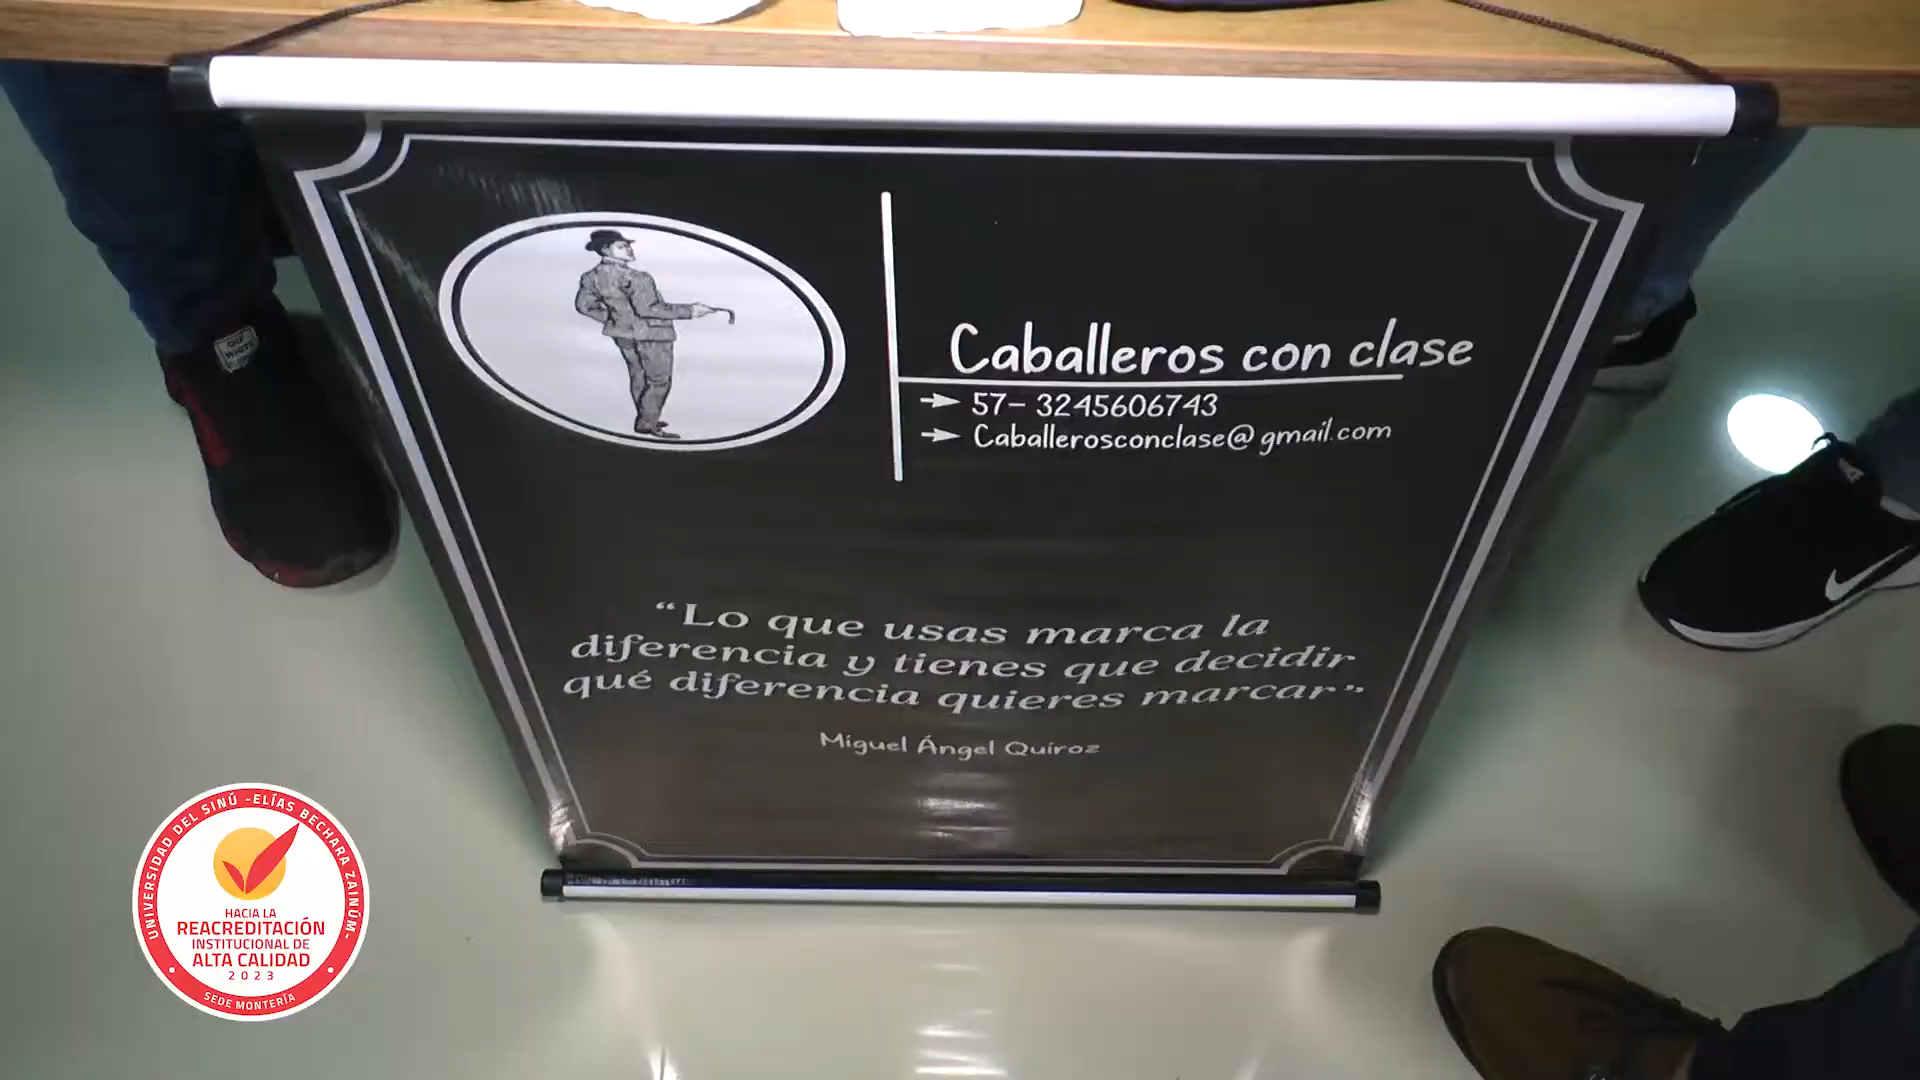 Caballeros con clase
57- 3245606743
Caballerosconclase@gmail.com
“Lo que usas marca la
diferencia y tienes que decidir
qué diferencia quieres marcar”
Miguel Ángel Quiroz
OFF
WHITE
UNIVERSIDAD DEL SINÚ -ELÍAS BECHARA ZAINÚM-
HACIA LA
REACREDITACIÓN
INSTITUCIONAL DE
ALTA CALIDAD
2023
SEDE MONTERÍA